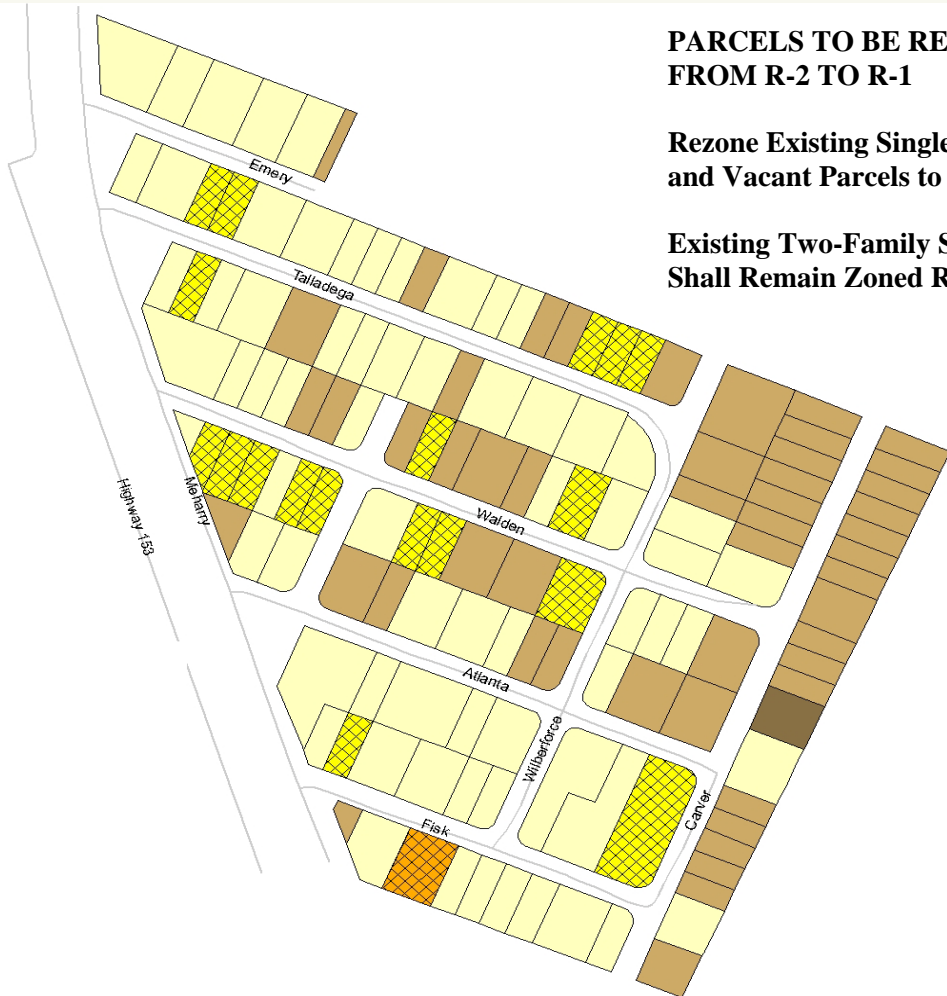 PARCELS TO BE RE
FROM R-2 TO R-1
Rezone Existing Single
and Vacant Parcels to
Existing Two-Family S
Shall Remain Zoned R
Emery
Talladega
Highway 153
Meharry
Walden
Atlanta
Wilberforce
Carver
Fisk